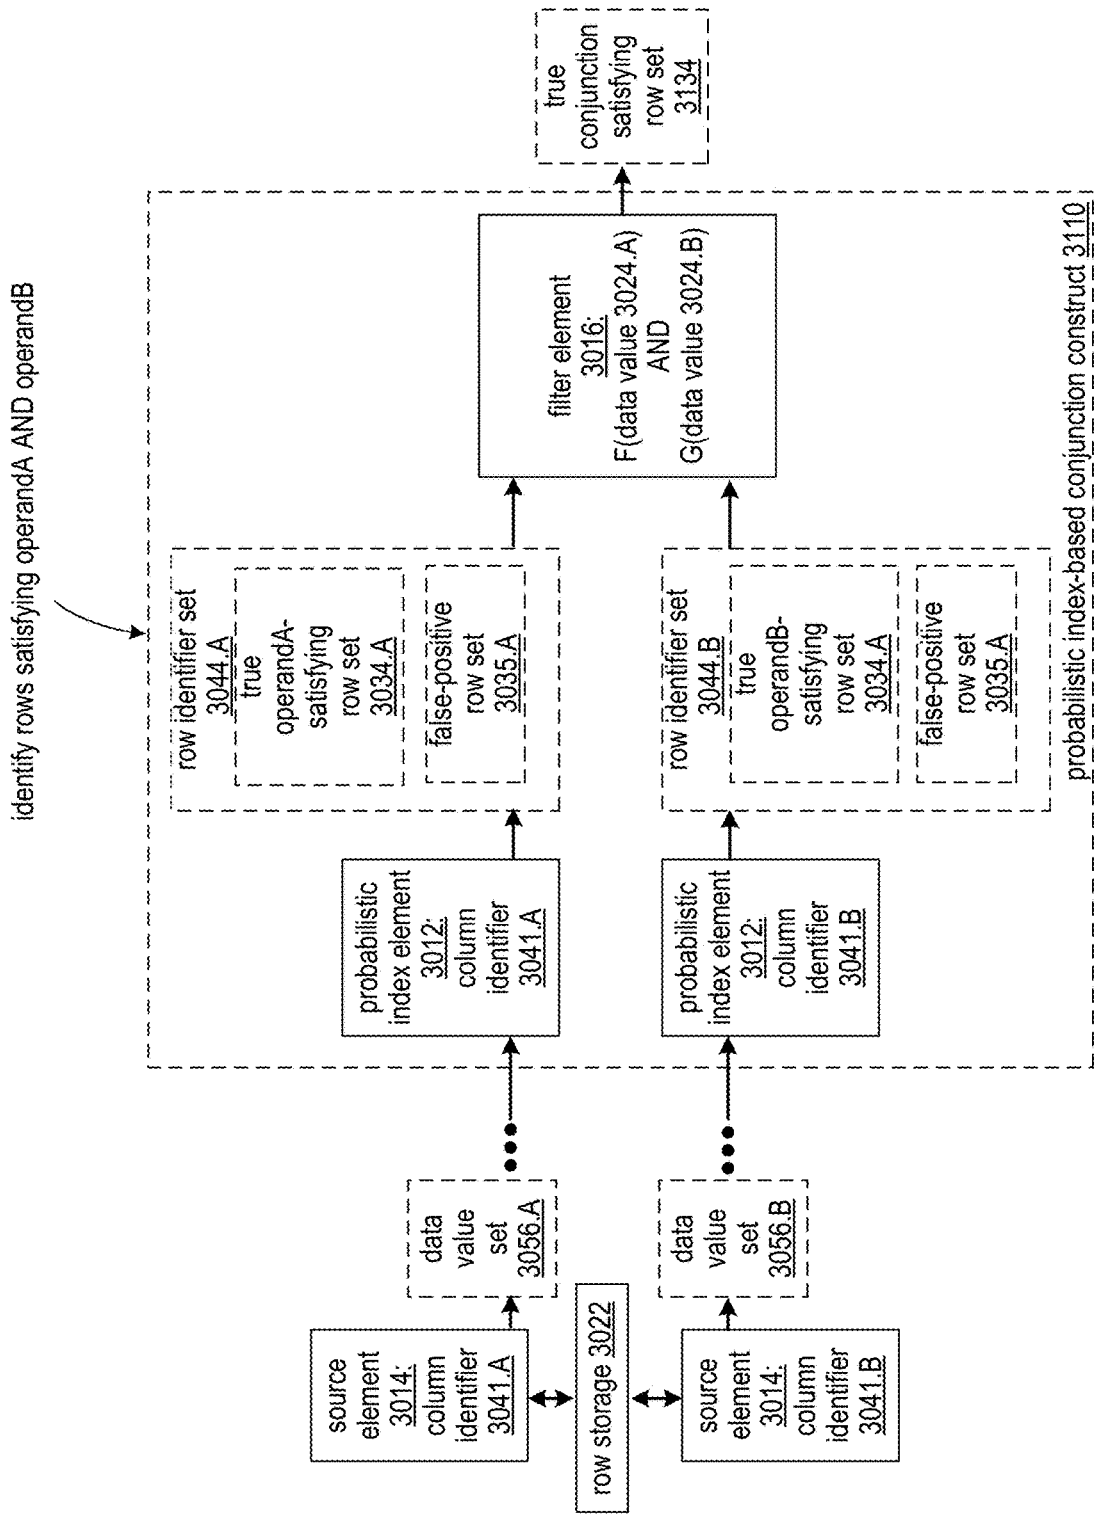 identify rows satisfying operandA AND operandB
source
element
3014:
column
identifier
3041.A
row storage 3022
source
element
3014:
column
identifier
3041.B
data
value
set
3056.A
data
value
set
3056.B
probabilistic
index element
3012:
column
identifier
3041.A
probabilistic
index element
3012:
column
identifier
3041.B
row identifier set
3044.A
true
operandA-
satisfying
row set
3034.A
false-positive
row set
3035.A
row identifier set
3044.B
true
operandB-
satisfying
row set
3034.A
false-positive
row set
3035.A
filter element
3016:
F(data value 3024.A)
AND
G(data value 3024.B)
true
conjunction
satisfying
row set
3134
probabilistic index-based conjunction construct 3110